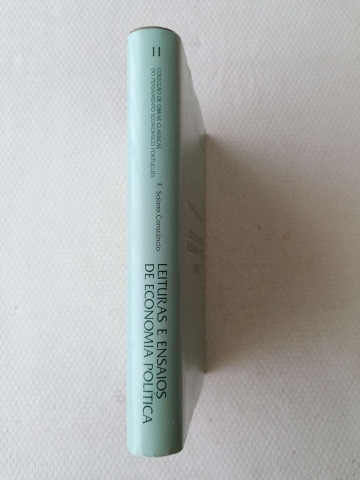 11
COLECÇÃO DE OBRAS CLÁSSICAS
DO PENSAMENTO ECONÓMICO PORTUGUÊS
F. Solano Constâncio
LEITURAS E ENSAIOS
DE ECONOMIA POLÍTICA